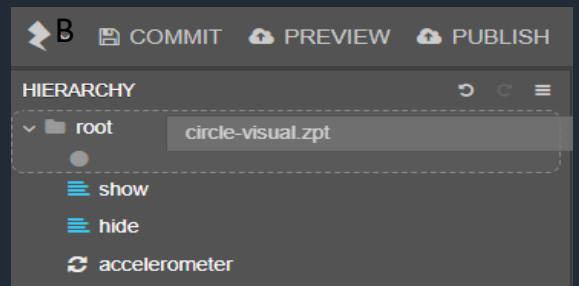 B COMMIT PREVIEW PUBLISH
HIERARCHY
root
circle-visual.zpt
show
hide
accelerometer